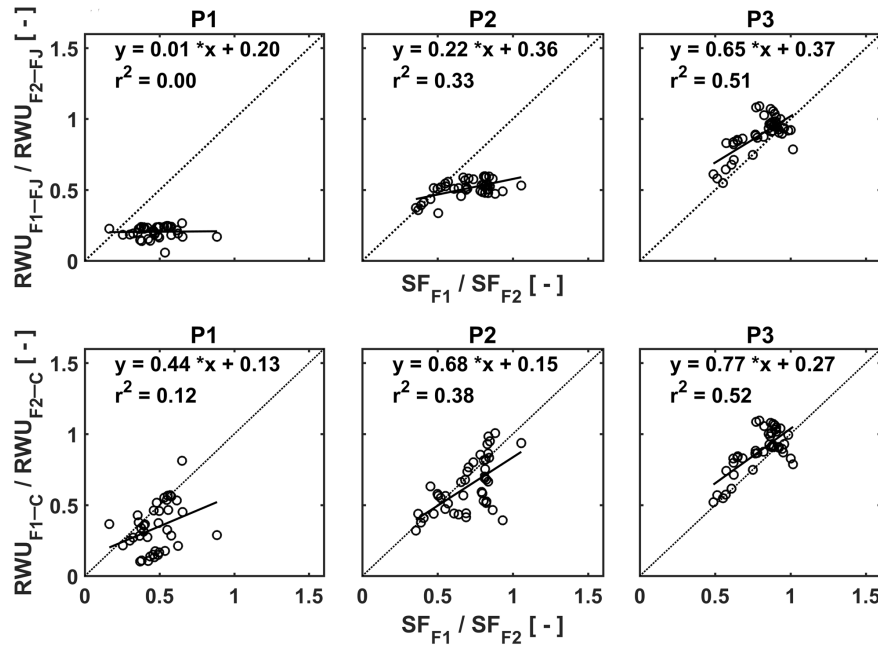 P1 P2 P3
y = 0.01 *x + 0.20
r² = 0.00
y = 0.22 *x + 0.36
r² = 0.33
y = 0.65 *x + 0.37
r² = 0.51
RWU_F1−FJ / RWU_F2−FJ [ - ]
1.5
1
0.5
0
SF_F1 / SF_F2 [ - ]
P1 P2 P3
y = 0.44 *x + 0.13
r² = 0.12
y = 0.68 *x + 0.15
r² = 0.38
y = 0.77 *x + 0.27
r² = 0.52
RWU_F1−C / RWU_F2−C [ - ]
1.5
1
0.5
0
0 0.5 1 1.5 0 0.5 1 1.5 0 0.5 1 1.5
SF_F1 / SF_F2 [ - ]